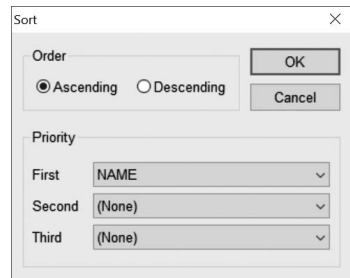 Sort
Order
Ascending Descending
OK
Cancel
Priority
First NAME
Second (None)
Third (None)